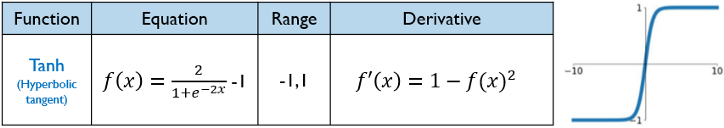 Function Equation Range Derivative
Tanh
(Hyperbolic
tangent)
f(x) = 2/(1+e^{-2x}) -1
-1,1
f'(x) = 1 − f(x)²
1
−10
10
−1